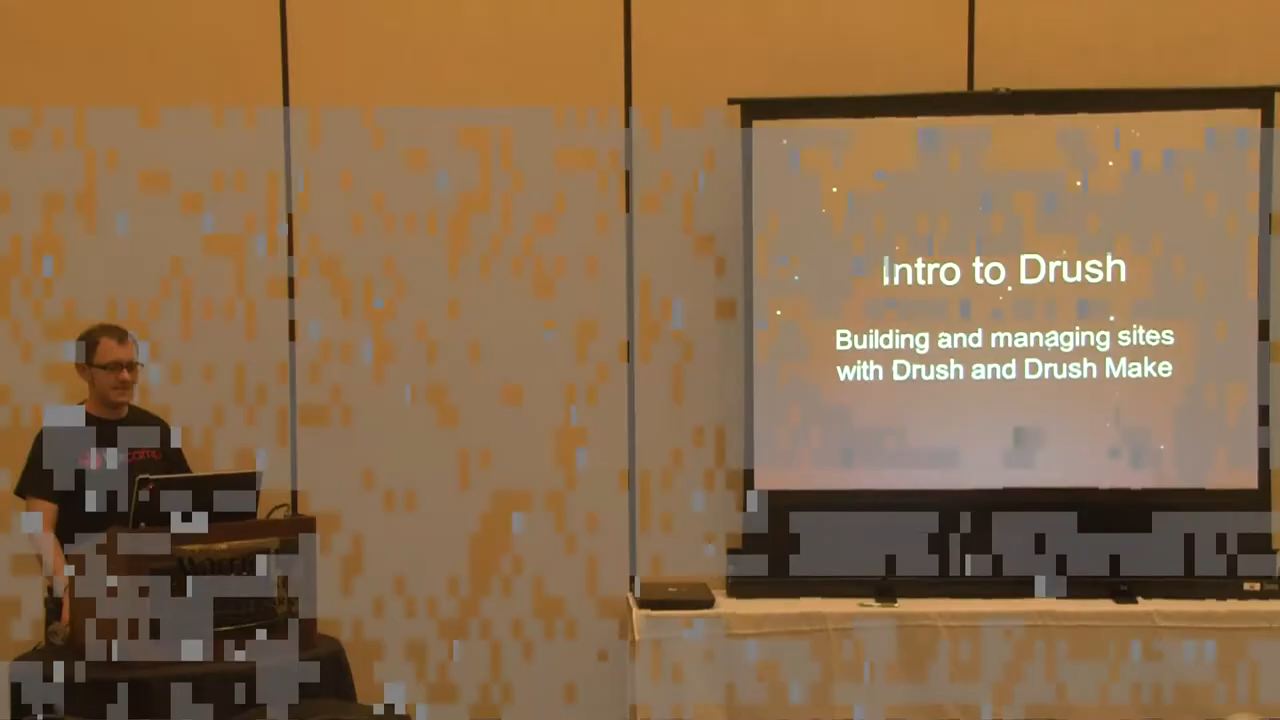 Intro to Drush
Building and managing sites
with Drush and Drush Make